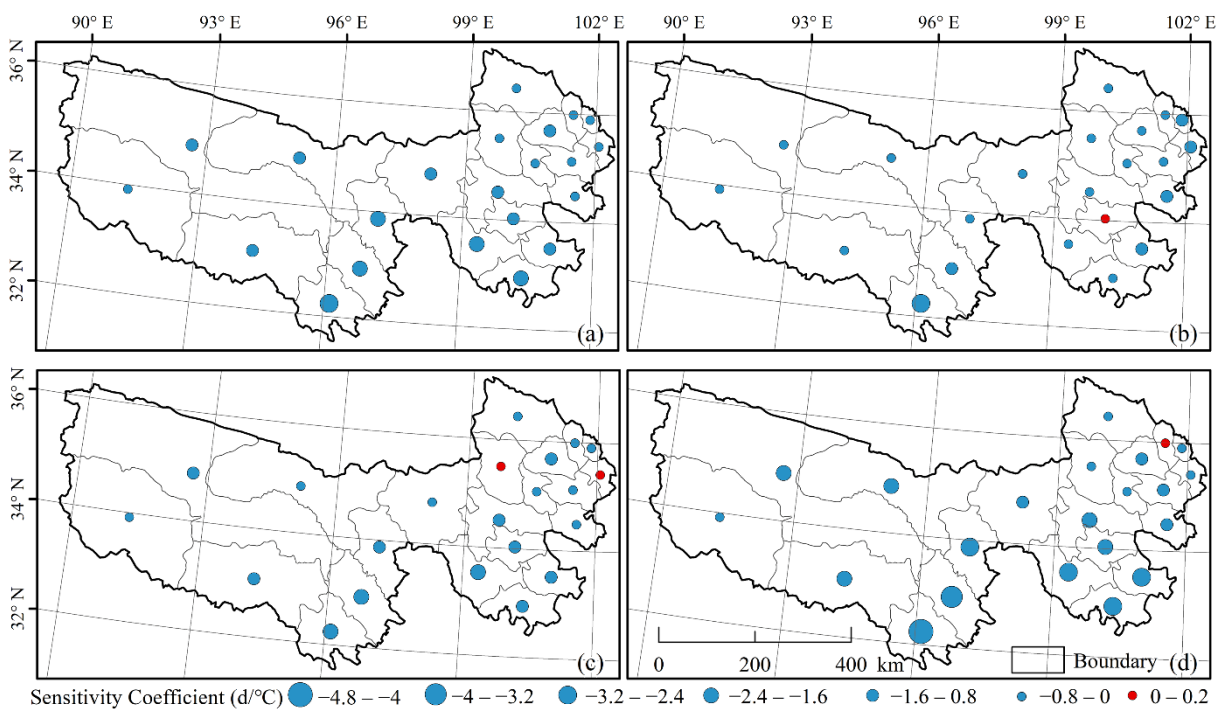 90° E 93° E 96° E 99° E 102° E 90° E 93° E 96° E 99° E 102° E
36° N
34° N
32° N
(a) (b)
36° N
34° N
32° N
0 200 400 km Boundary
(c) (d)
Sensitivity Coefficient (d/°C) −4.8 – −4 −4 – −3.2 −3.2 – −2.4 −2.4 – −1.6 −1.6 – −0.8 −0.8 – 0 0 – 0.2